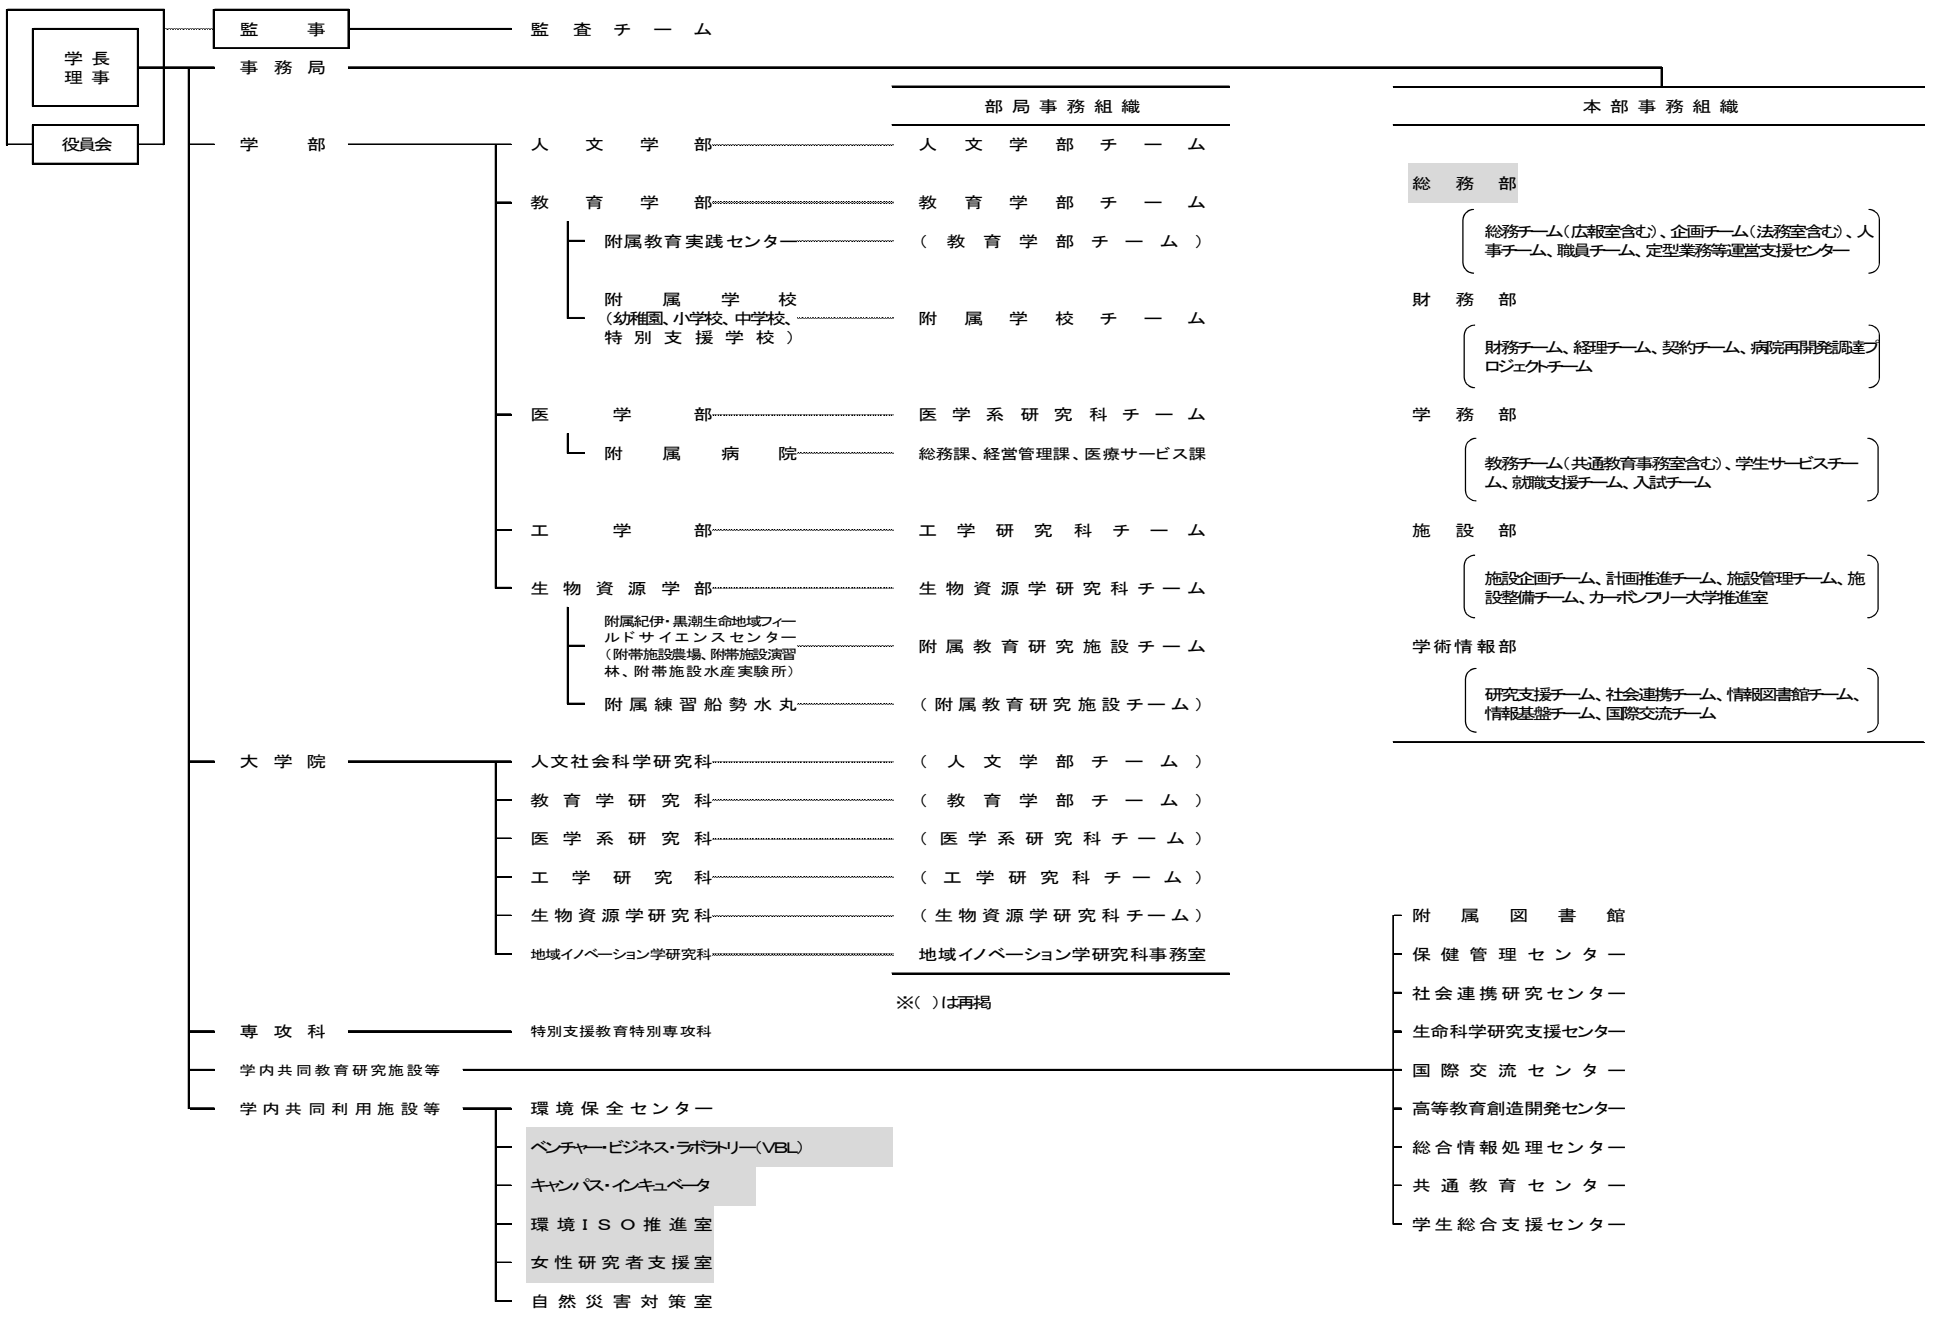 監事
監査チーム
学長
理事
事務局
部局事務組織
本部事務組織
役員会
学部
人文学部
人文学部チーム
総務部
教育学部
教育学部チーム
総務チーム(広報室含む)、企画チーム(法務室含む)、人
事チーム、職員チーム、定型業務等運営支援センター
附属教育実践センター
(教育学部チーム)
附属学校
(幼稚園、小学校、中学校、
特別支援学校)
附属学校チーム
財務部
財務チーム、経理チーム、契約チーム、病院再開発調達プ
ロジェクトチーム
医学部
医学系研究科チーム
学務部
附属病院
総務課、経営管理課、医療サービス課
教務チーム(共通教育事務室含む)、学生サービスチー
ム、就職支援チーム、入試チーム
工学部
工学研究科チーム
施設部
生物資源学部
生物資源学研究科チーム
施設企画チーム、計画推進チーム、施設管理チーム、施
設整備チーム、カーボンフリー大学推進室
附属紀伊・黒潮生命地域フィー
ルドサイエンスセンター
(附帯施設農場、附帯施設演習
林、附帯施設水産実験所)
附属教育研究施設チーム
学術情報部
附属練習船勢水丸
(附属教育研究施設チーム)
研究支援チーム、社会連携チーム、情報図書館チーム、
情報基盤チーム、国際交流チーム
大学院
人文社会科学研究科
(人文学部チーム)
教育学研究科
(教育学部チーム)
医学系研究科
(医学系研究科チーム)
工学研究科
(工学研究科チーム)
生物資源学研究科
(生物資源学研究科チーム)
附属図書館
地域イノベーション学研究科
地域イノベーション学研究科事務室
保健管理センター
※( )は再掲
社会連携研究センター
専攻科
特別支援教育特別専攻科
生命科学研究支援センター
学内共同教育研究施設等
国際交流センター
学内共同利用施設等
環境保全センター
高等教育創造開発センター
ベンチャー・ビジネス・ラボラトリー(VBL)
総合情報処理センター
キャンパス・インキュベータ
共通教育センター
環境ISO推進室
学生総合支援センター
女性研究者支援室
自然災害対策室